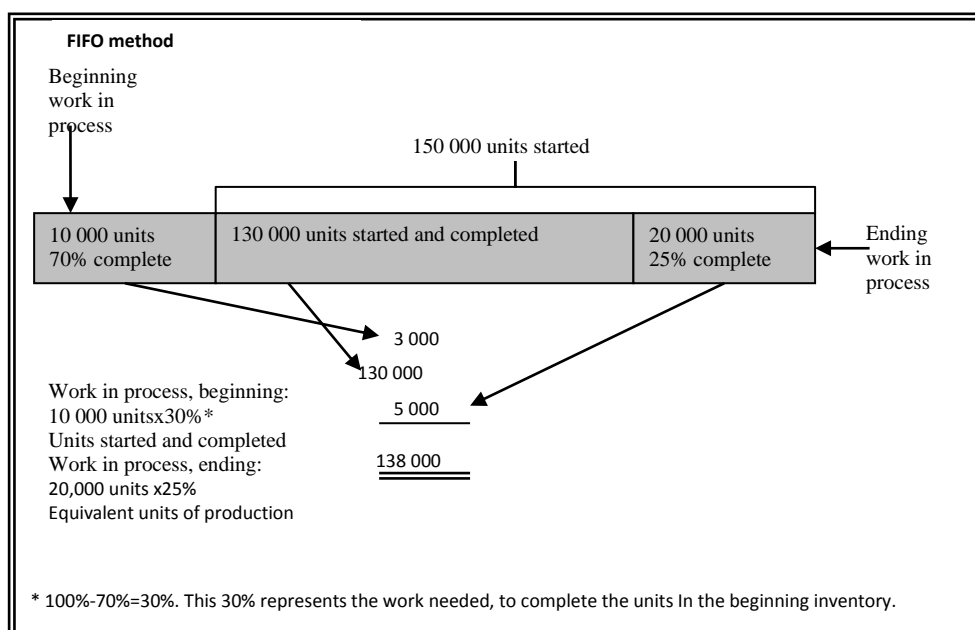 FIFO method
Beginning
work in
process
150 000 units started
10 000 units
70% complete
130 000 units started and completed
20 000 units
25% complete
Ending
work in
process
3 000
130 000
5 000
138 000
Work in process, beginning:
10 000 unitsx30%*
Units started and completed
Work in process, ending:
20,000 units x25%
Equivalent units of production
* 100%-70%=30%. This 30% represents the work needed, to complete the units In the beginning inventory.